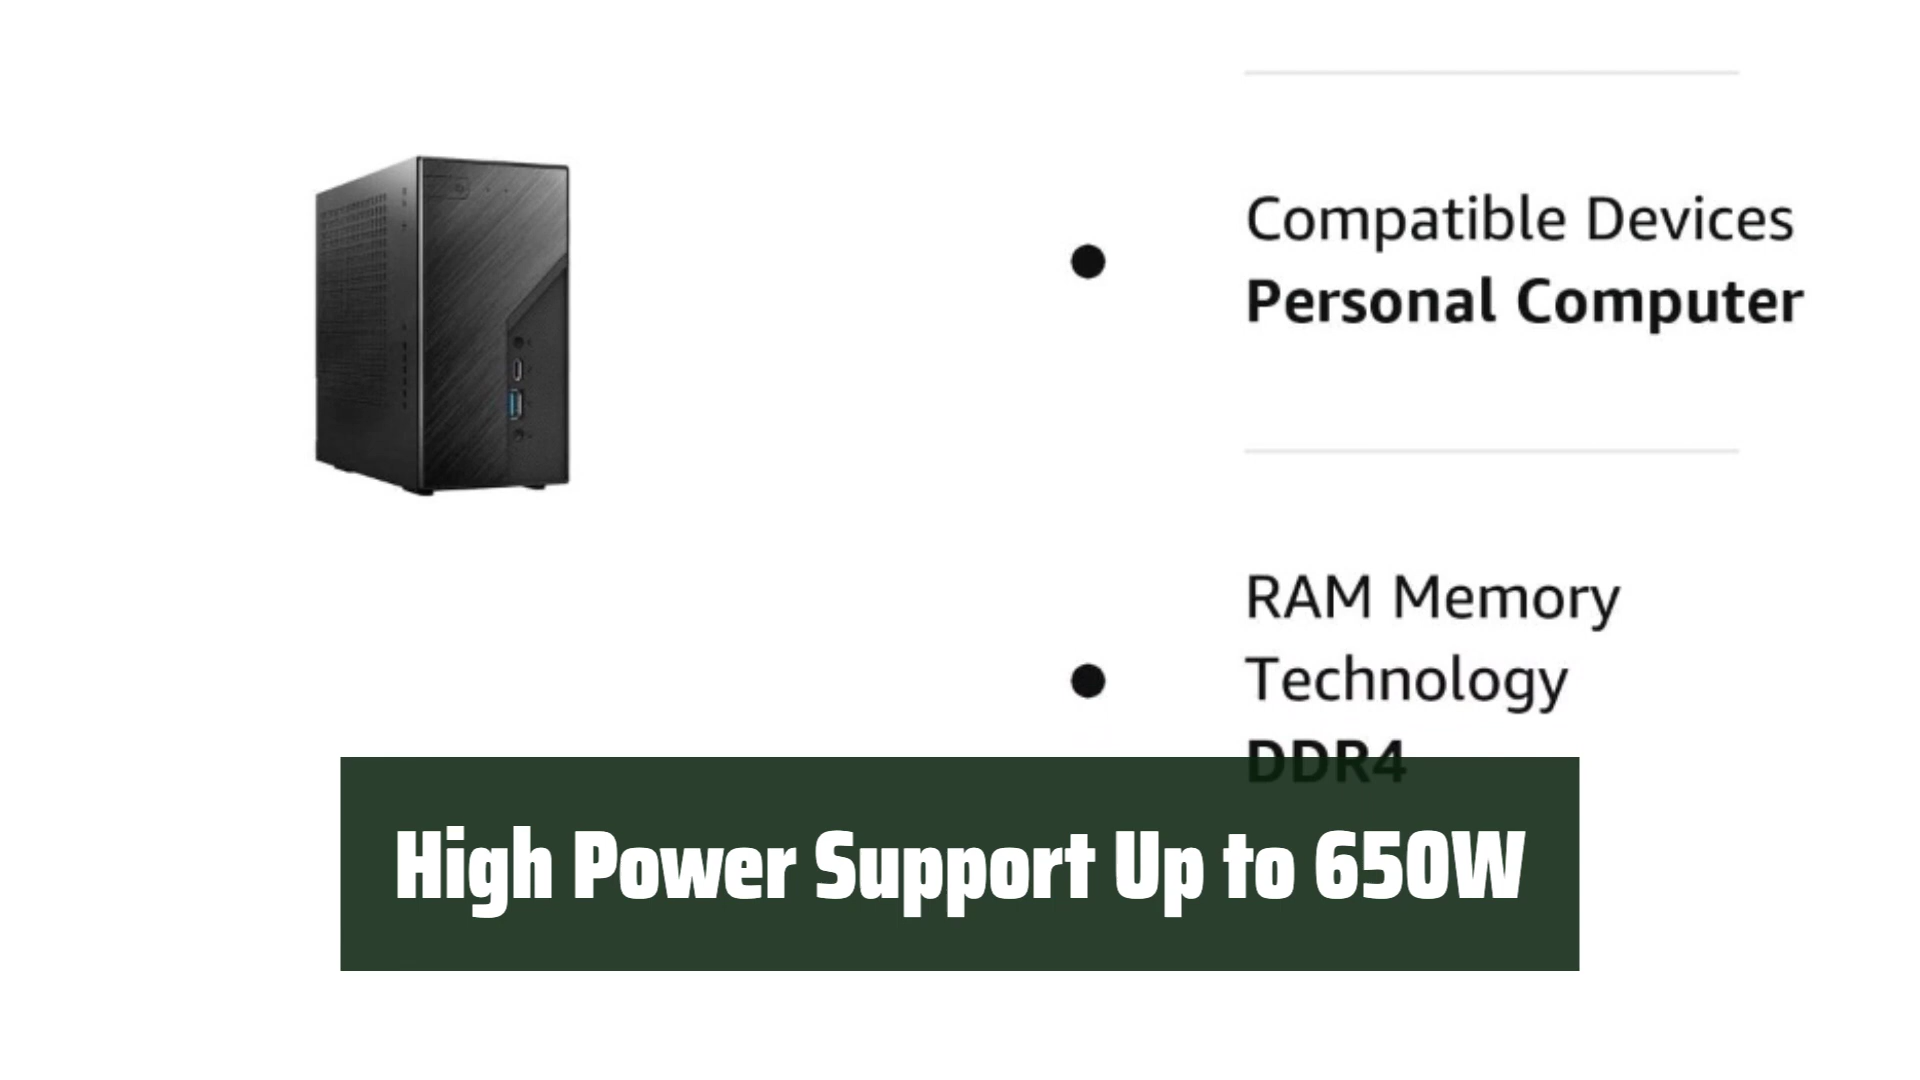 Compatible Devices
Personal Computer
RAM Memory
Technology
DDR4
High Power Support Up to 650W